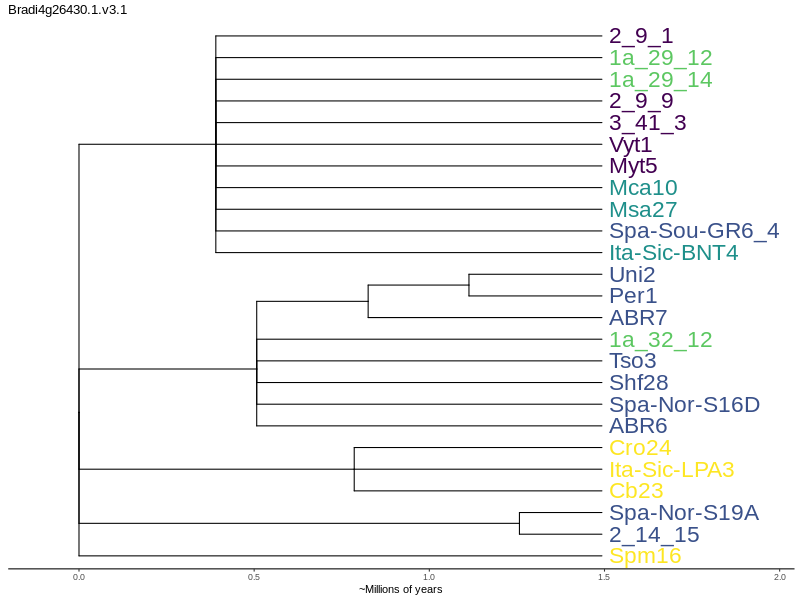 Bradi4g26430.1.v3.1
2_9_1
1a_29_12
1a_29_14
2_9_9
3_41_3
Vyt1
Myt5
Mca10
Msa27
Spa-Sou-GR6_4
Ita-Sic-BNT4
Uni2
Per1
ABR7
1a_32_12
Tso3
Shf28
Spa-Nor-S16D
ABR6
Cro24
Ita-Sic-LPA3
Cb23
Spa-Nor-S19A
2_14_15
Spm16
0.0 0.5 1.0 1.5 2.0
~Millions of years